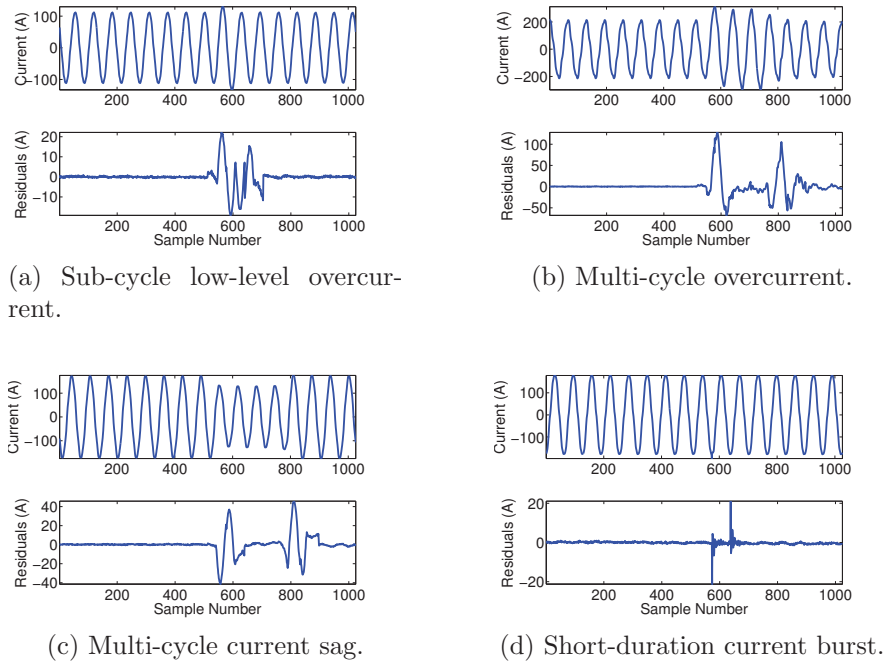 Current (A)
100
0
−100
200 400 600 800 1000
Residuals (A)
20
10
0
−10
200 400 600 800 1000
Sample Number
(a) Sub-cycle low-level overcur-
rent.
Current (A)
200
0
−200
200 400 600 800 1000
Residuals (A)
100
50
0
−50
200 400 600 800 1000
Sample Number
(b) Multi-cycle overcurrent.
Current (A)
100
0
−100
200 400 600 800 1000
Residuals (A)
40
20
0
−20
−40
200 400 600 800 1000
Sample Number
(c) Multi-cycle current sag.
Current (A)
100
0
−100
200 400 600 800 1000
Residuals (A)
20
0
−20
200 400 600 800 1000
Sample Number
(d) Short-duration current burst.